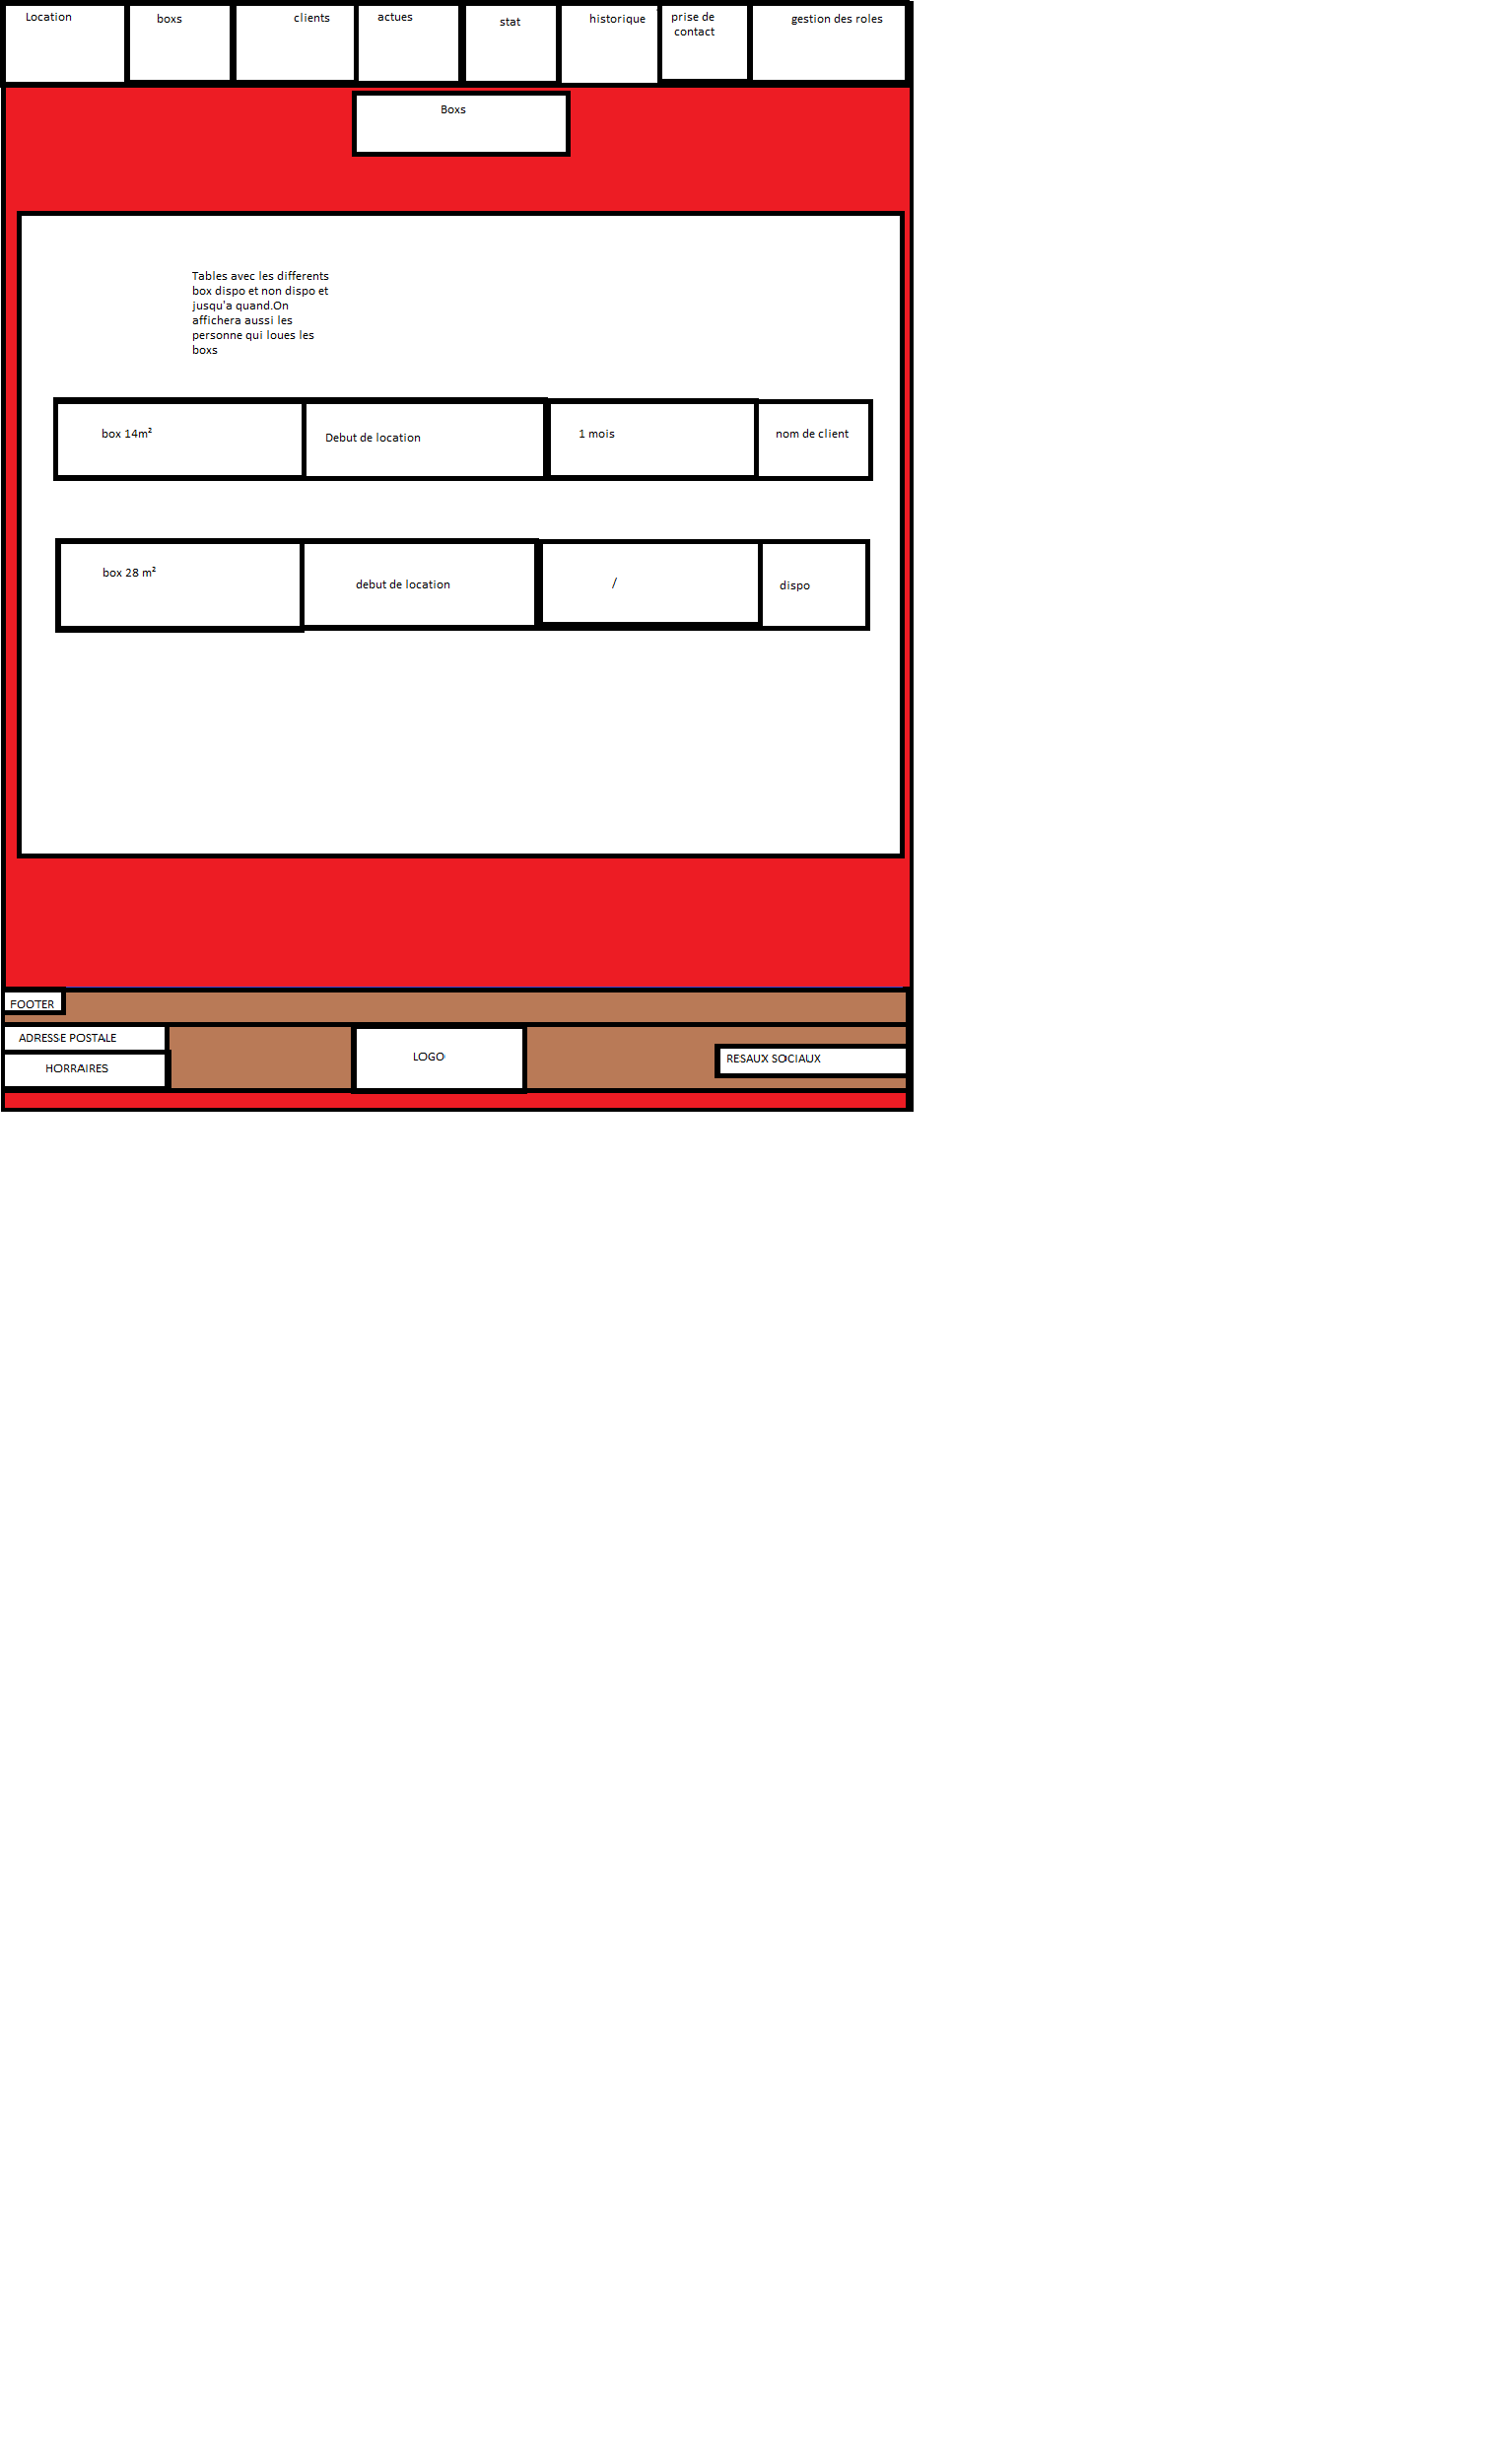 Location
boxs
clients
actues
stat
historique
prise de
contact
gestion des roles
Boxs
Tables avec les differents
box dispo et non dispo et
jusqu'a quand.On
affichera aussi les
personne qui loues les
boxs
box 14m²
Debut de location
1 mois
nom de client
box 28 m²
debut de location
/
dispo
FOOTER
ADRESSE POSTALE
HORRAIRES
LOGO
RESAUX SOCIAUX